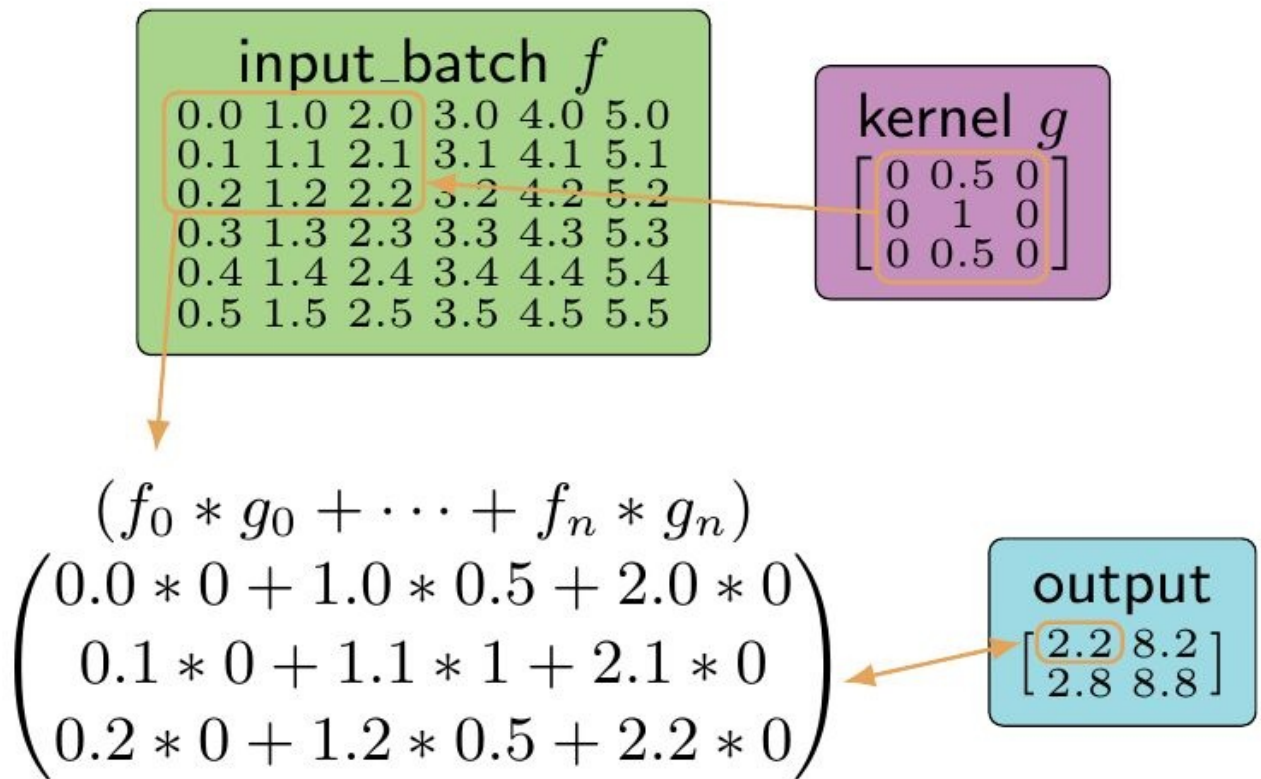 input_batch f
0.0 1.0 2.0 3.0 4.0 5.0
0.1 1.1 2.1 3.1 4.1 5.1
0.2 1.2 2.2 3.2 4.2 5.2
0.3 1.3 2.3 3.3 4.3 5.3
0.4 1.4 2.4 3.4 4.4 5.4
0.5 1.5 2.5 3.5 4.5 5.5
kernel g
[0 0.5 0
0 1 0
0 0.5 0]
(f₀ * g₀ + ⋯ + fₙ * gₙ)
(0.0 * 0 + 1.0 * 0.5 + 2.0 * 0
0.1 * 0 + 1.1 * 1 + 2.1 * 0
0.2 * 0 + 1.2 * 0.5 + 2.2 * 0)
output
[2.2 8.2
2.8 8.8]